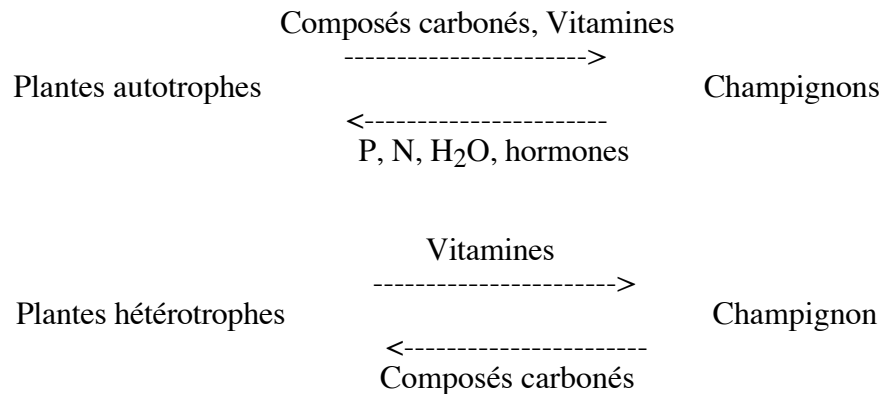 Composés carbonés, Vitamines
----------------------->
Plantes autotrophes Champignons
<-----------------------
P, N, H₂O, hormones
Vitamines
----------------------->
Plantes hétérotrophes Champignon
<-----------------------
Composés carbonés